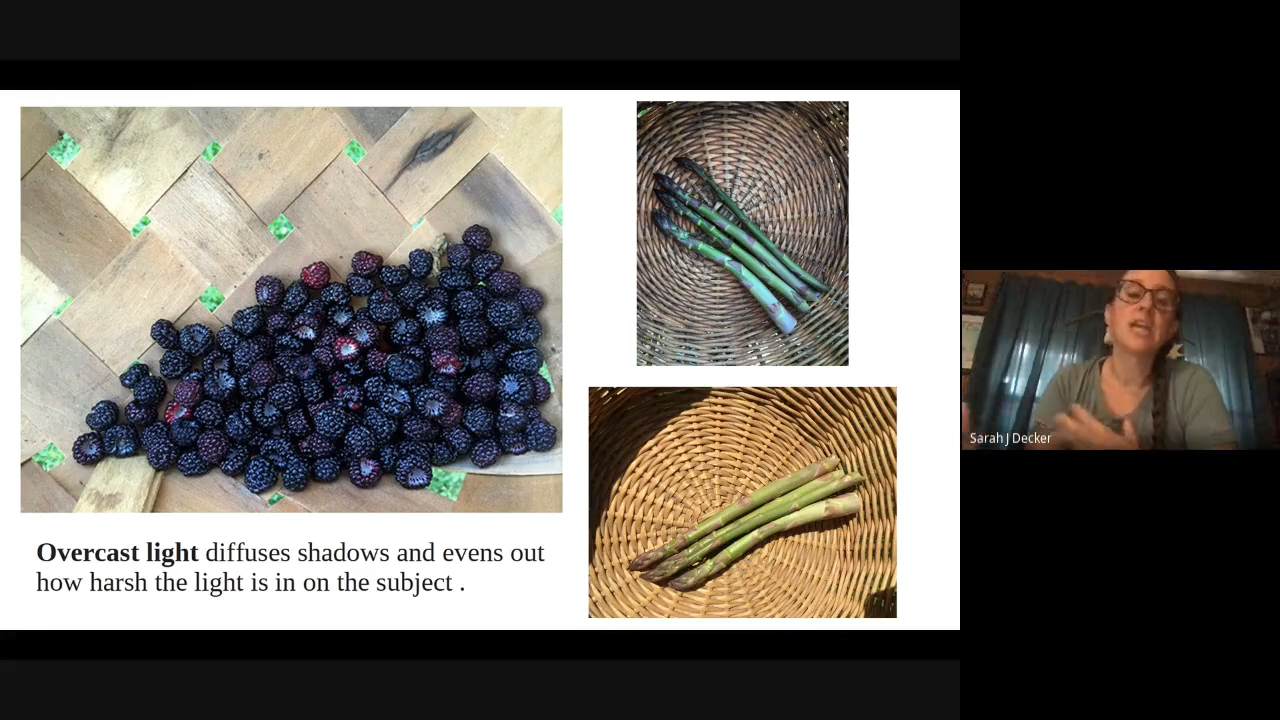 Overcast light diffuses shadows and evens out
how harsh the light is in on the subject .
Sarah J Decker